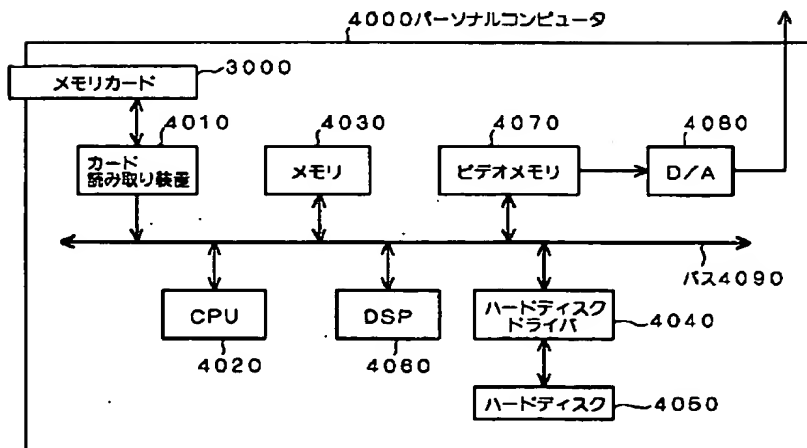 4000パーソナルコンピュータ
メモリカード
3000
4010
4030
4070
4080
カード
読み取り装置
メモリ
ビデオメモリ
D/A
バス4090
CPU
DSP
ハードディスク
ドライバ
4040
4020
4060
ハードディスク
4050